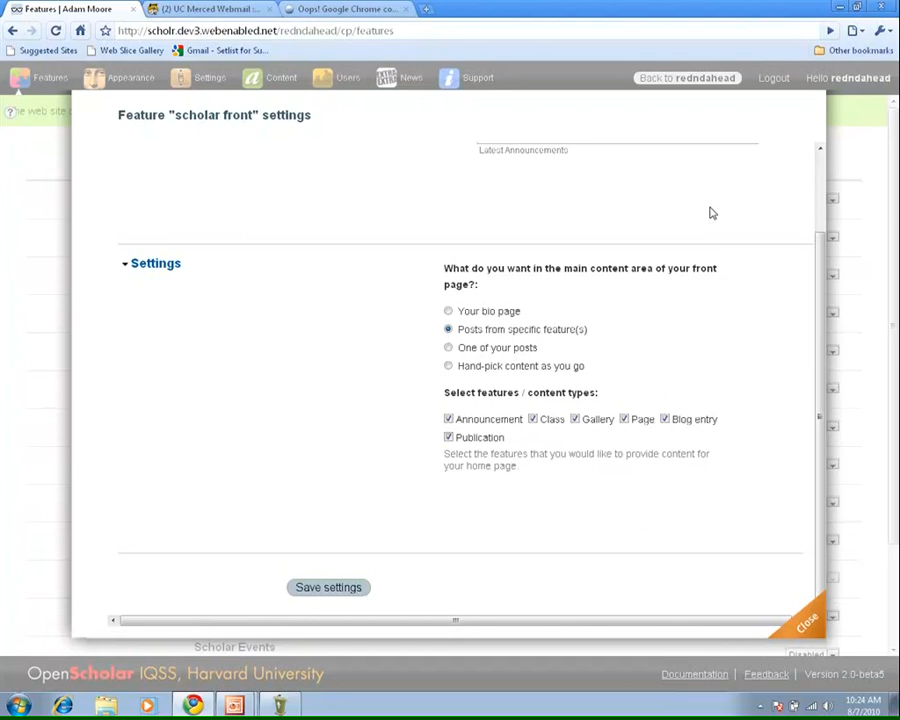 Features | Adam Moore
(2) UC Merced Webmail ::
Oops! Google Chrome co...
http://scholr.dev3.webenabled.net/redndahead/cp/features
Suggested Sites
Web Slice Gallery
Gmail - Setlist for Su...
Other bookmarks
Features
Appearance
Settings
Content
Users
News
Support
Back to redndahead
Logout
Hello redndahead
e web site
Feature "scholar front" settings
Latest Announcements
Settings
What do you want in the main content area of your front
page?:
Your bio page
Posts from specific feature(s)
One of your posts
Hand-pick content as you go
Select features / content types:
Announcement Class Gallery Page Blog entry
Publication
Select the features that you would like to provide content for
your home page
Save settings
Close
Scholar Events
Disabled
OpenScholar IQSS, Harvard University
Documentation | Feedback | Version 2.0-beta5
10:24 AM
8/7/2010